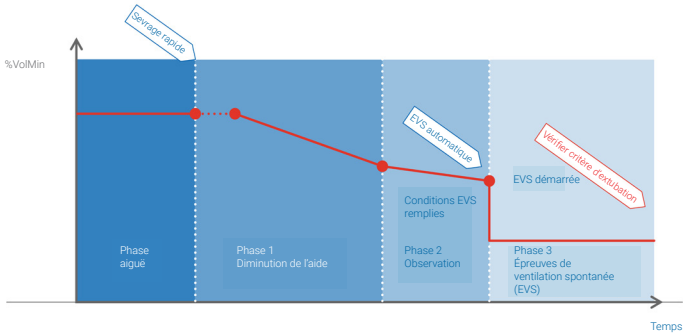 Sevrage rapide
%VolMin
EVS automatique
Vérifier critère d'extubation
EVS démarrée
Conditions EVS
remplies
Phase
aiguë
Phase 1
Diminution de l'aide
Phase 2
Observation
Phase 3
Épreuves de
ventilation spontanée
(EVS)
Temps